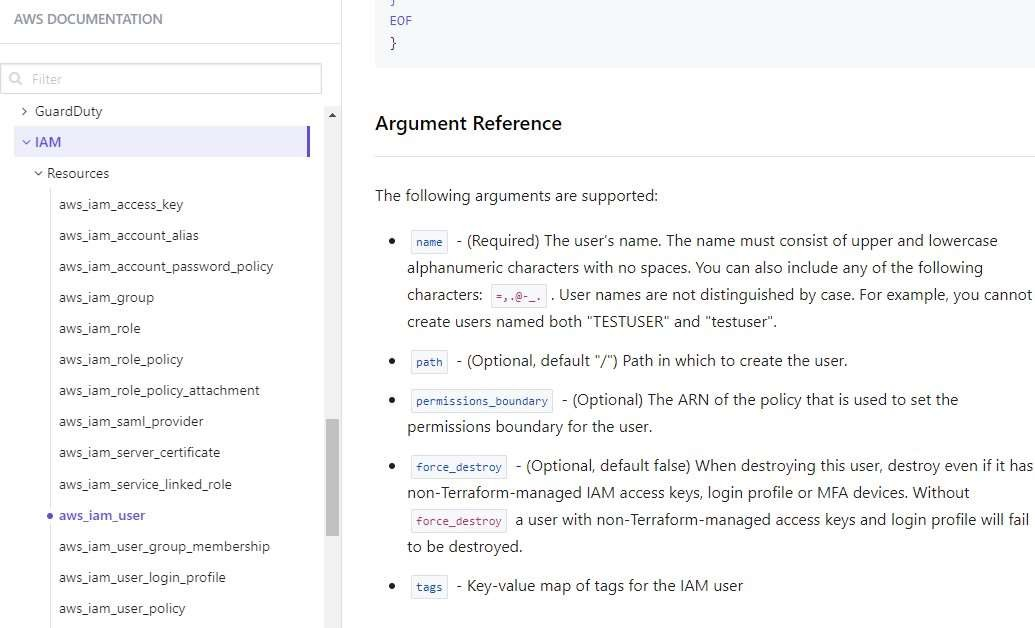 AWS DOCUMENTATION
Filter
GuardDuty
IAM
Resources
aws_iam_access_key
aws_iam_account_alias
aws_iam_account_password_policy
aws_iam_group
aws_iam_role
aws_iam_role_policy
aws_iam_role_policy_attachment
aws_iam_saml_provider
aws_iam_server_certificate
aws_iam_service_linked_role
aws_iam_user
aws_iam_user_group_membership
aws_iam_user_login_profile
aws_iam_user_policy
}
EOF
}
Argument Reference
The following arguments are supported:
• name - (Required) The user's name. The name must consist of upper and lowercase
alphanumeric characters with no spaces. You can also include any of the following
characters: =,.@-_. . User names are not distinguished by case. For example, you cannot
create users named both "TESTUSER" and "testuser".
• path - (Optional, default "/") Path in which to create the user.
• permissions_boundary - (Optional) The ARN of the policy that is used to set the
permissions boundary for the user.
• force_destroy - (Optional, default false) When destroying this user, destroy even if it has
non-Terraform-managed IAM access keys, login profile or MFA devices. Without
force_destroy a user with non-Terraform-managed access keys and login profile will fail
to be destroyed.
• tags - Key-value map of tags for the IAM user